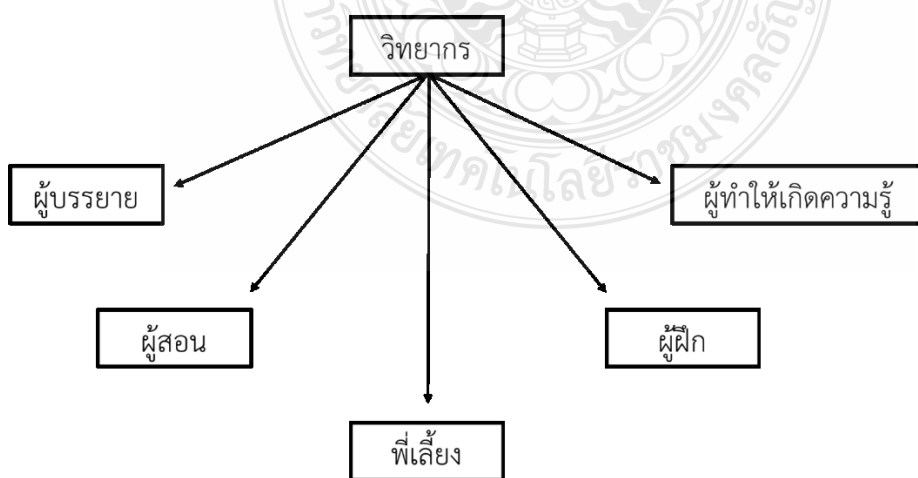 วิทยากร
ผู้บรรยาย
ผู้ทำให้เกิดความรู้
ผู้สอน
ผู้ฝึก
พี่เลี้ยง